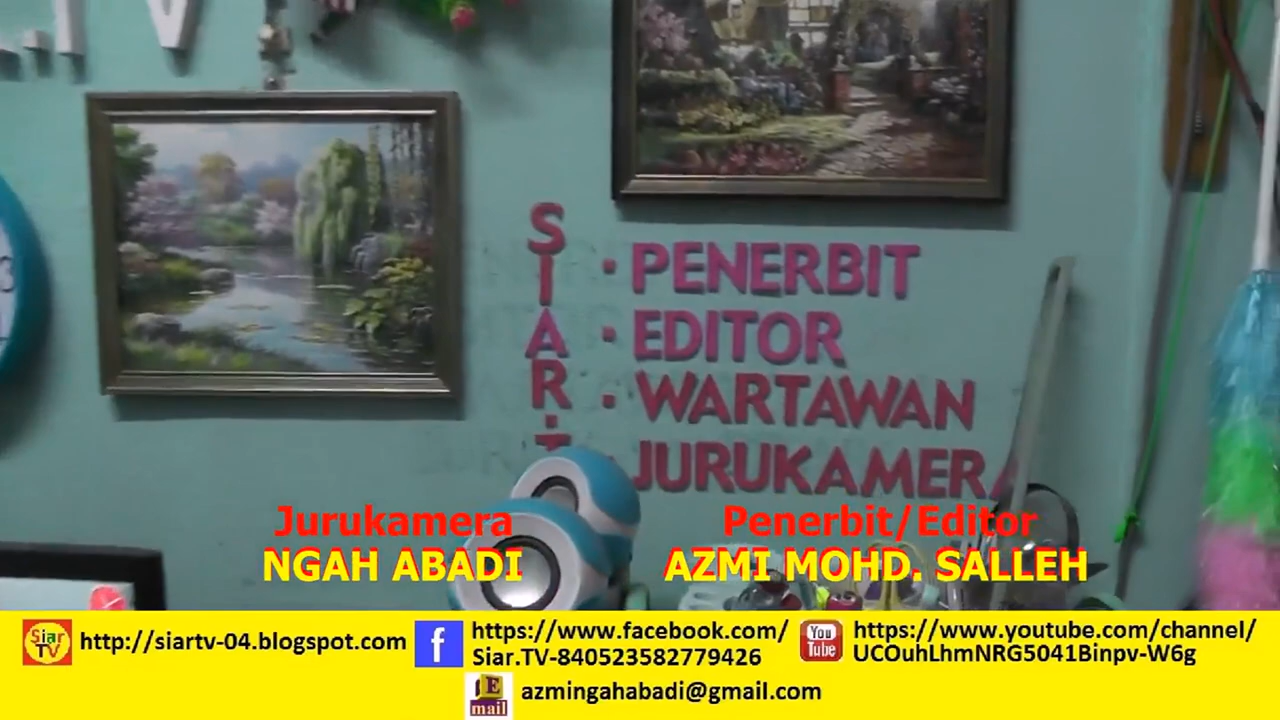 TV
S
I
A
R
.
T
· PENERBIT
· EDITOR
· WARTAWAN
· JURUKAMERA
Jurukamera
NGAH ABADI
Penerbit/Editor
AZMI MOHD. SALLEH
Siar TV
http://siartv-04.blogspot.com
f
https://www.facebook.com/
Siar.TV-840523582779426
You Tube
https://www.youtube.com/channel/
UCOuhLhmNRG5041Binpv-W6g
E mail
azmingahabadi@gmail.com